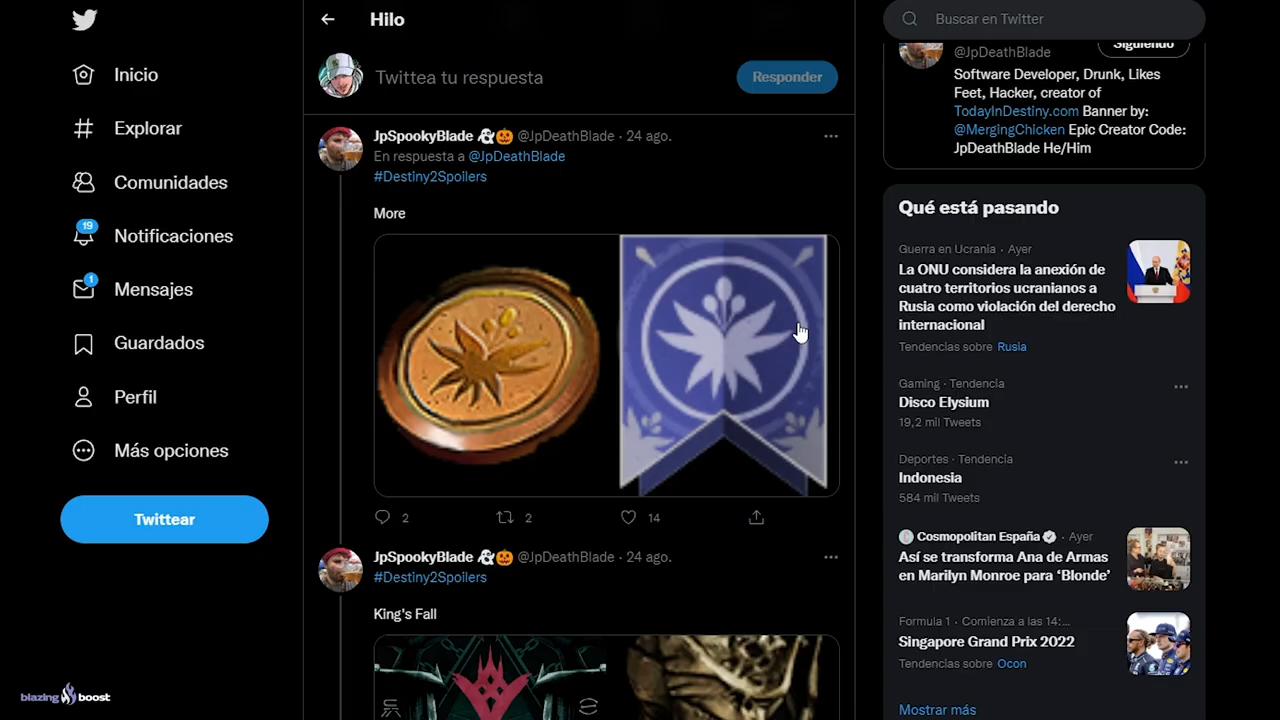 Inicio
Explorar
Comunidades
19
Notificaciones
1
Mensajes
Guardados
Perfil
Más opciones
Twittear
blazing boost
Hilo
Twittea tu respuesta
Responder
JpSpookyBlade 👻🎃 @JpDeathBlade · 24 ago.
En respuesta a @JpDeathBlade
#Destiny2Spoilers
More
2
2
14
JpSpookyBlade 👻🎃 @JpDeathBlade · 24 ago.
#Destiny2Spoilers
King's Fall
Buscar en Twitter
@JpDeathBlade
Siguiendo
Software Developer, Drunk, Likes
Feet, Hacker, creator of
TodayInDestiny.com Banner by:
@MergingChicken Epic Creator Code:
JpDeathBlade He/Him
Qué está pasando
Guerra en Ucrania · Ayer
La ONU considera la anexión de
cuatro territorios ucranianos a
Rusia como violación del derecho
internacional
Tendencias sobre Rusia
Gaming · Tendencia
Disco Elysium
19,2 mil Tweets
Deportes · Tendencia
Indonesia
584 mil Tweets
Cosmopolitan España · Ayer
Así se transforma Ana de Armas
en Marilyn Monroe para ‘Blonde’
Formula 1 · Comienza a las 14:...
Singapore Grand Prix 2022
Tendencias sobre Ocon
Mostrar más